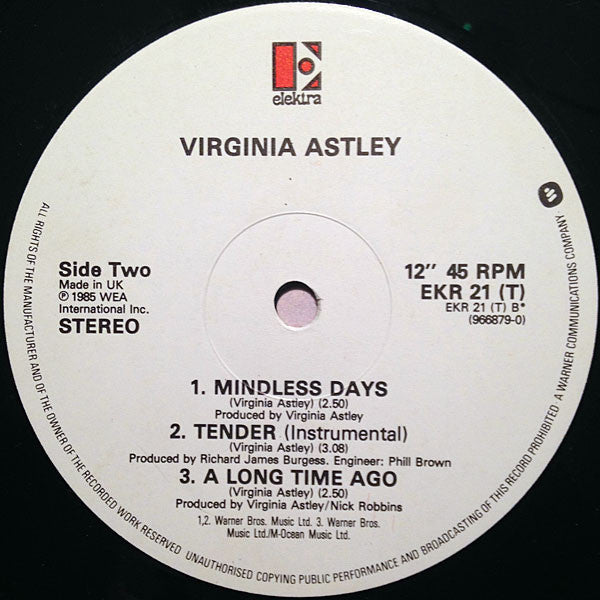 elektra
VIRGINIA ASTLEY
Side Two
Made in UK
℗ 1985 WEA
International Inc.
STEREO
12″ 45 RPM
EKR 21 (T)
EKR 21 (T) B*
(966879-0)
1. MINDLESS DAYS
(Virginia Astley) (2.50)
Produced by Virginia Astley
2. TENDER (Instrumental)
(Virginia Astley) (3.08)
Produced by Richard James Burgess. Engineer: Phill Brown
3. A LONG TIME AGO
(Virginia Astley) (2.50)
Produced by Virginia Astley/Nick Robbins
1,2. Warner Bros. Music Ltd. 3. Warner Bros.
Music Ltd./M-Ocean Music Ltd.
ALL RIGHTS OF THE MANUFACTURER AND OF THE OWNER OF THE RECORDED WORK RESERVED UNAUTHORISED COPYING PUBLIC PERFORMANCE AND BROADCASTING OF THIS RECORD PROHIBITED A WARNER COMMUNICATIONS COMPANY